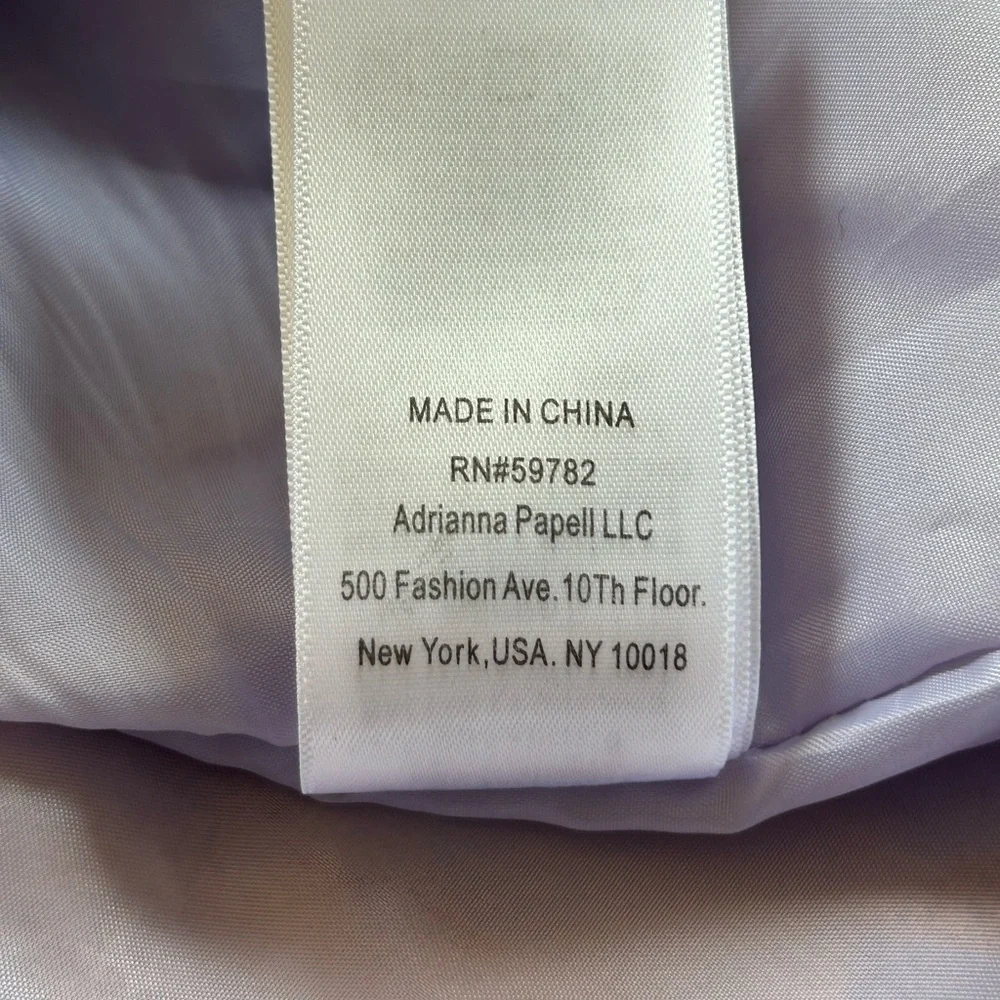 MADE IN CHINA
RN#59782
Adrianna Papell LLC
500 Fashion Ave.10Th Floor.
New York,USA. NY 10018